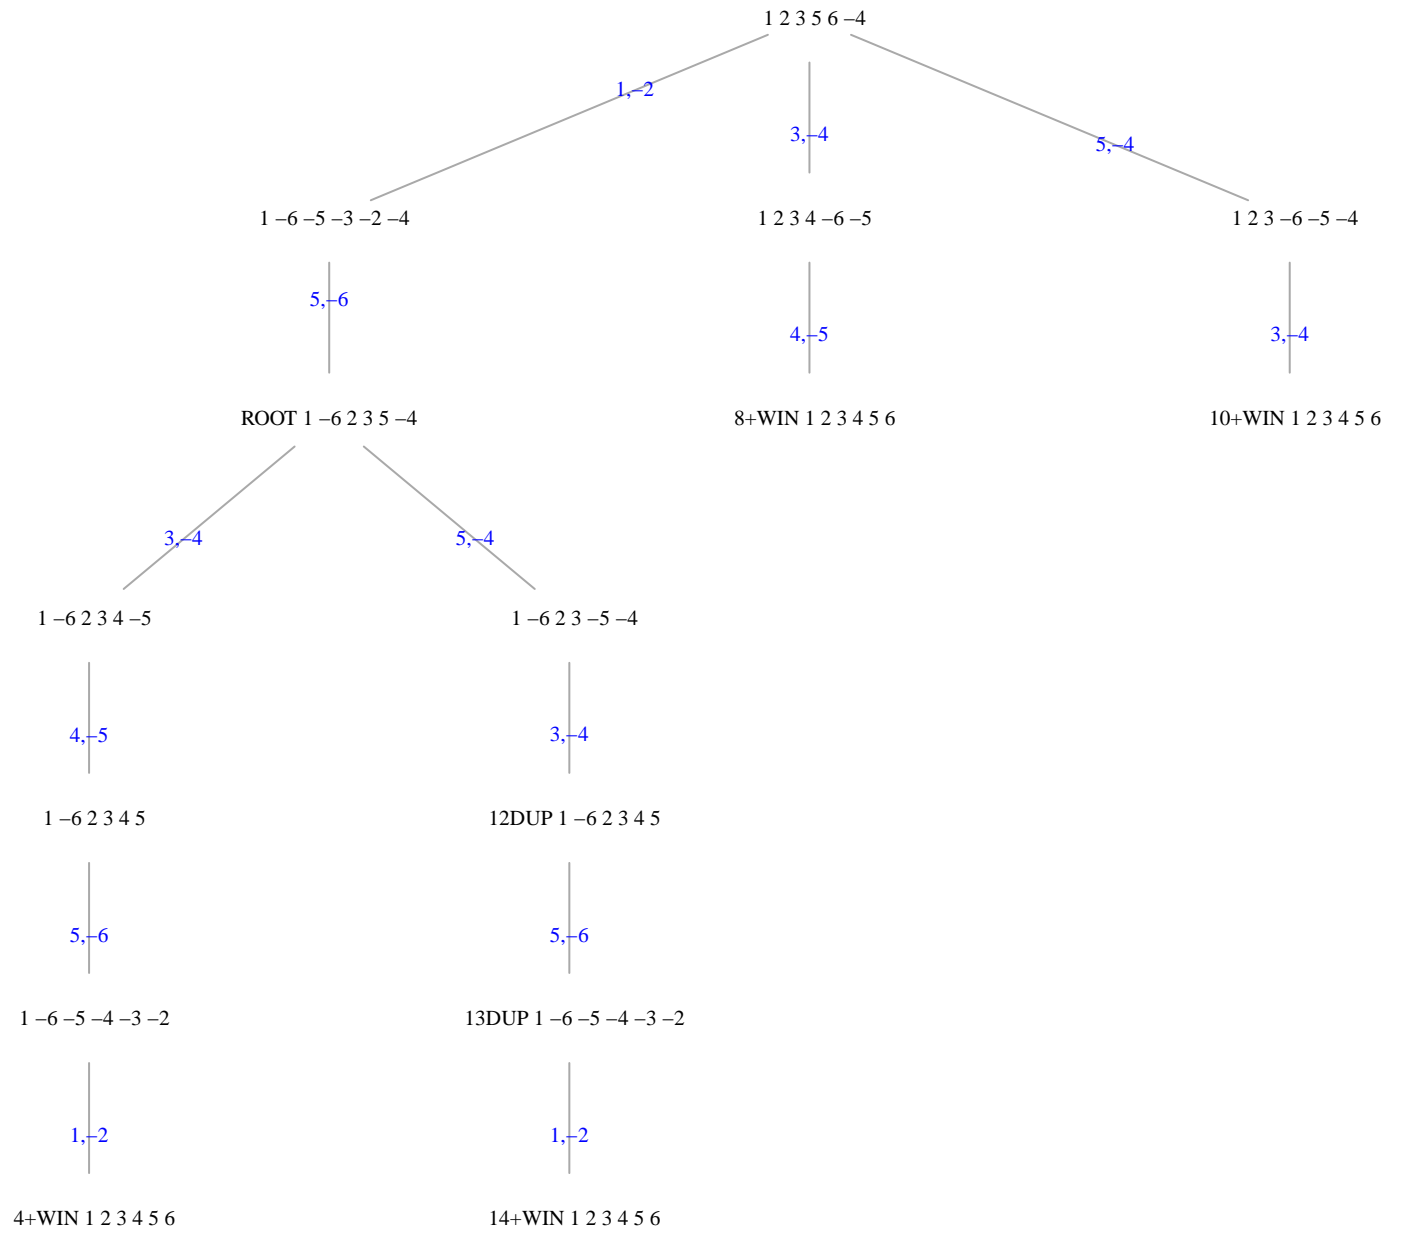 1 2 3 5 6 –4
1,–2
3,–4
5,–4
1 –6 –5 –3 –2 –4
1 2 3 4 –6 –5
1 2 3 –6 –5 –4
5,–6
4,–5
3,–4
ROOT 1 –6 2 3 5 –4
8+WIN 1 2 3 4 5 6
10+WIN 1 2 3 4 5 6
3,–4
5,–4
1 –6 2 3 4 –5
1 –6 2 3 –5 –4
4,–5
3,–4
1 –6 2 3 4 5
12DUP 1 –6 2 3 4 5
5,–6
5,–6
1 –6 –5 –4 –3 –2
13DUP 1 –6 –5 –4 –3 –2
1,–2
1,–2
4+WIN 1 2 3 4 5 6
14+WIN 1 2 3 4 5 6